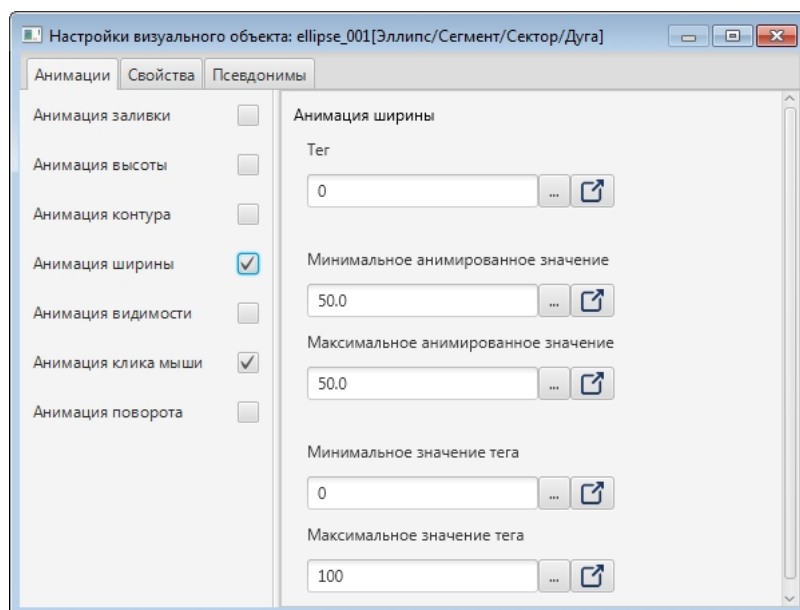 Настройки визуального объекта: ellipse_001[Эллипс/Сегмент/Сектор/Дуга]
Анимации Свойства Псевдонимы
Анимация заливки
Анимация высоты
Анимация контура
Анимация ширины
Анимация видимости
Анимация клика мыши
Анимация поворота
Анимация ширины
Тег
0 ...
Минимальное анимированное значение
50.0 ...
Максимальное анимированное значение
50.0 ...
Минимальное значение тега
0 ...
Максимальное значение тега
100 ...